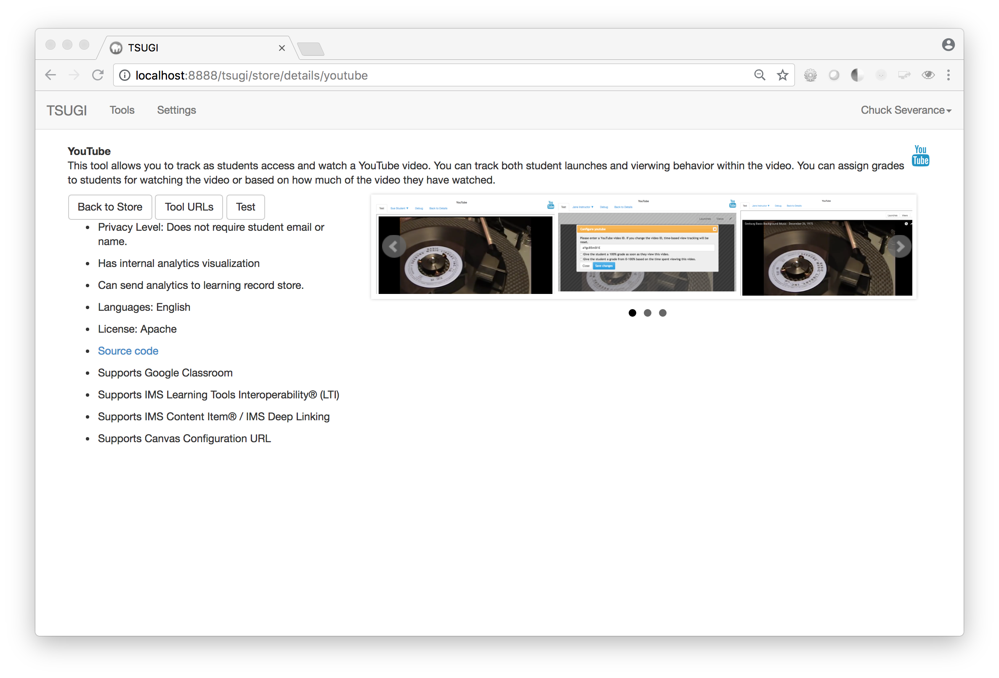 TSUGI
localhost:8888/tsugi/store/details/youtube
TSUGI Tools Settings Chuck Severance
YouTube
You
Tube
This tool allows you to track as students access and watch a YouTube video. You can track both student launches and vierwing behavior within the video. You can assign grades
to students for watching the video or based on how much of the video they have watched.
Back to Store Tool URLs Test
Privacy Level: Does not require student email or
name.
Has internal analytics visualization
Can send analytics to learning record store.
Languages: English
License: Apache
Source code
Supports Google Classroom
Supports IMS Learning Tools Interoperability® (LTI)
Supports IMS Content Item® / IMS Deep Linking
Supports Canvas Configuration URL
YouTube
You
Tube
Test Sue Student Debug Back to Details
YouTube
You
Tube
Test Jane Instructor Debug Back to Details
Launches Views
Configure youtube
Please enter a YouTube video ID. If you change the video ID, time-based view tracking will be
reset.
Give the student a 100% grade as soon as they view this video.
Give the student a grade from 0-100% based on the time spent viewing this video.
Close Save changes
YouTube
Test Jane Instructor Debug Back to Details
Launches Views
Seeburg Basic Background Music - December 26, 1975